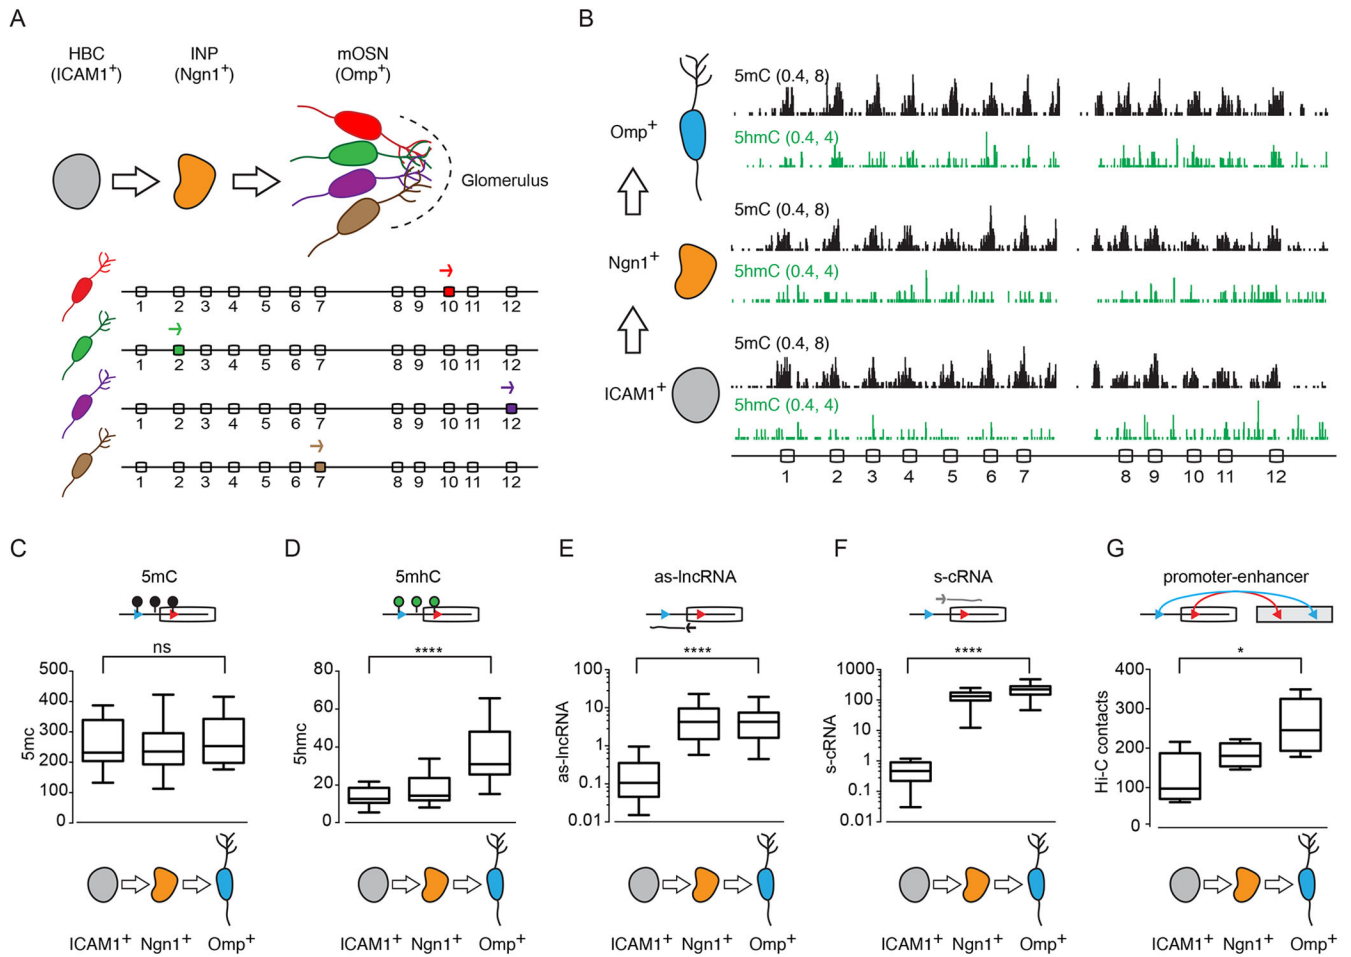 A
HBC
(ICAM1+)
INP
(Ngn1+)
mOSN
(Omp+)
Glomerulus
1 2 3 4 5 6 7 8 9 10 11 12
1 2 3 4 5 6 7 8 9 10 11 12
1 2 3 4 5 6 7 8 9 10 11 12
1 2 3 4 5 6 7 8 9 10 11 12
B
Omp+
5mC (0.4, 8)
5hmC (0.4, 4)
Ngn1+
5mC (0.4, 8)
5hmC (0.4, 4)
ICAM1+
5mC (0.4, 8)
5hmC (0.4, 4)
1 2 3 4 5 6 7 8 9 10 11 12
C
5mC
ns
5mc
500
400
300
200
100
0
ICAM1+ Ngn1+ Omp+
D
5mhC
****
5hmc
80
60
40
20
0
ICAM1+ Ngn1+ Omp+
E
as-lncRNA
****
as-lncRNA
100
10
1
0.1
0.01
ICAM1+ Ngn1+ Omp+
F
s-cRNA
****
s-cRNA
1000
100
10
1
0.1
0.01
ICAM1+ Ngn1+ Omp+
G
promoter-enhancer
*
Hi-C contacts
400
300
200
100
0
ICAM1+ Ngn1+ Omp+